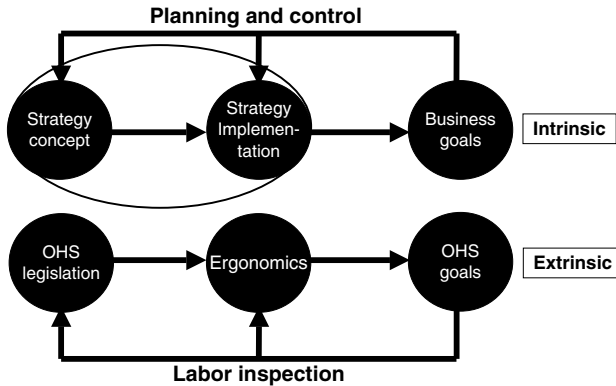 Planning and control
Strategy
concept
Strategy
Implemen-
tation
Business
goals
Intrinsic
OHS
legislation
Ergonomics
OHS
goals
Extrinsic
Labor inspection